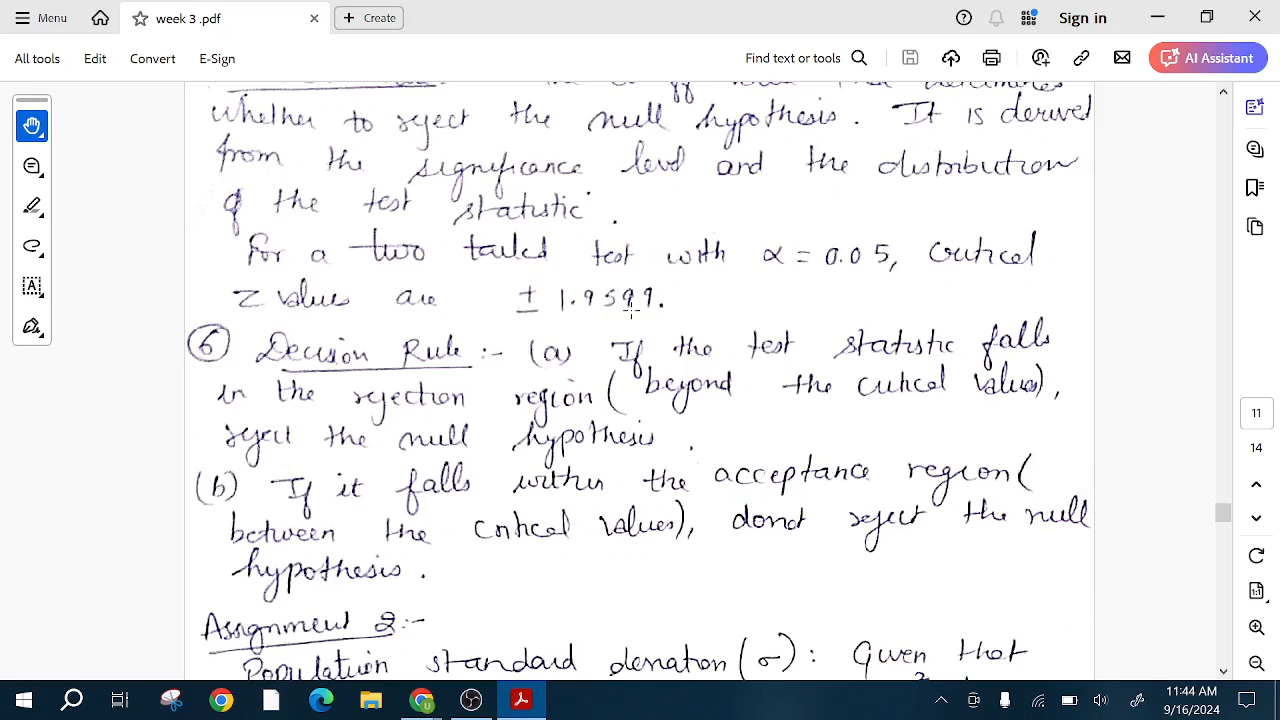 Menu
week 3 .pdf
Create
Sign in
All tools
Edit
Convert
E-Sign
Find text or tools
AI Assistant
whether to reject the null hypothesis. It is derived
from the significance level and the distribution
of the test statistic.
For a two tailed test with α = 0.05, critical
Z values are ± 1.9599.
6 Decision Rule :- (a) If the test statistic falls
in the rejection region (beyond the critical values),
reject the null hypothesis.
(b) If it falls within the acceptance region (
between the critical values), donot reject the null
hypothesis.
Assignment 2:-
Population standard deviation (σ): Given that
11
14
11:44 AM
9/16/2024